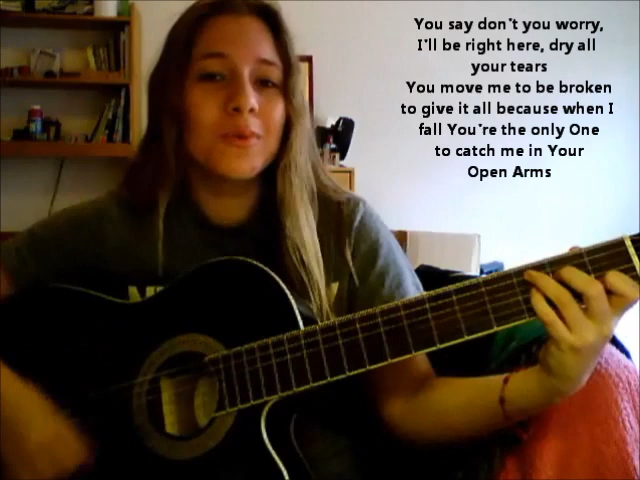 You say don't you worry,
I'll be right here, dry all
your tears
You move me to be broken
to give it all because when I
fall You're the only One
to catch me in Your
Open Arms